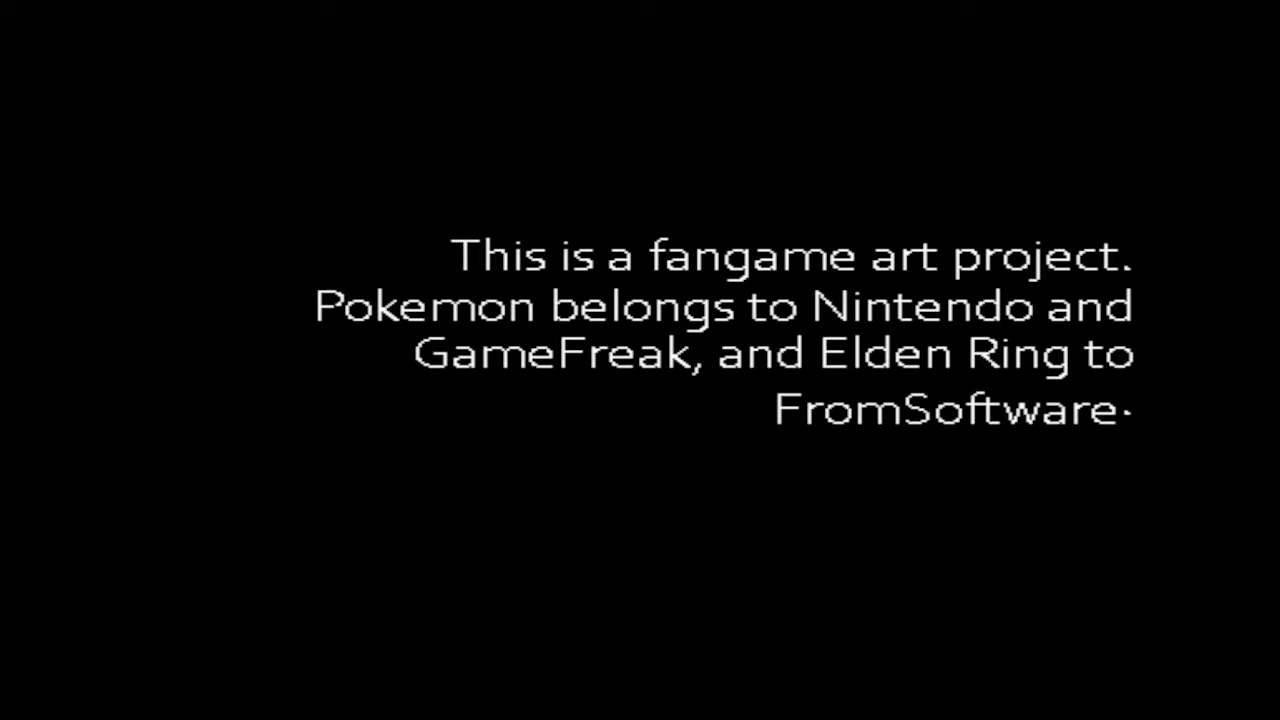 This is a fangame art project.
Pokemon belongs to Nintendo and
GameFreak, and Elden Ring to
FromSoftware.